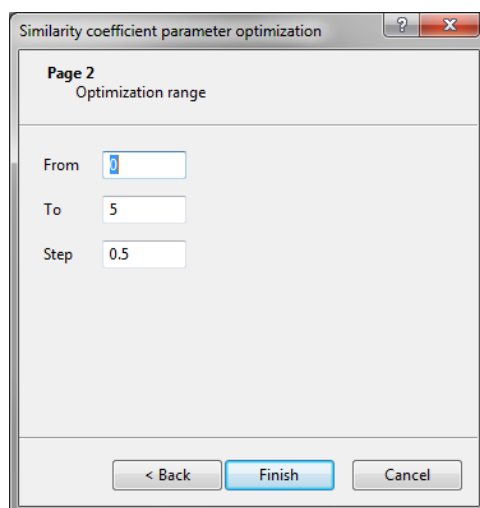 Similarity coefficient parameter optimization
Page 2
Optimization range
From 0
To 5
Step 0.5
< Back Finish Cancel